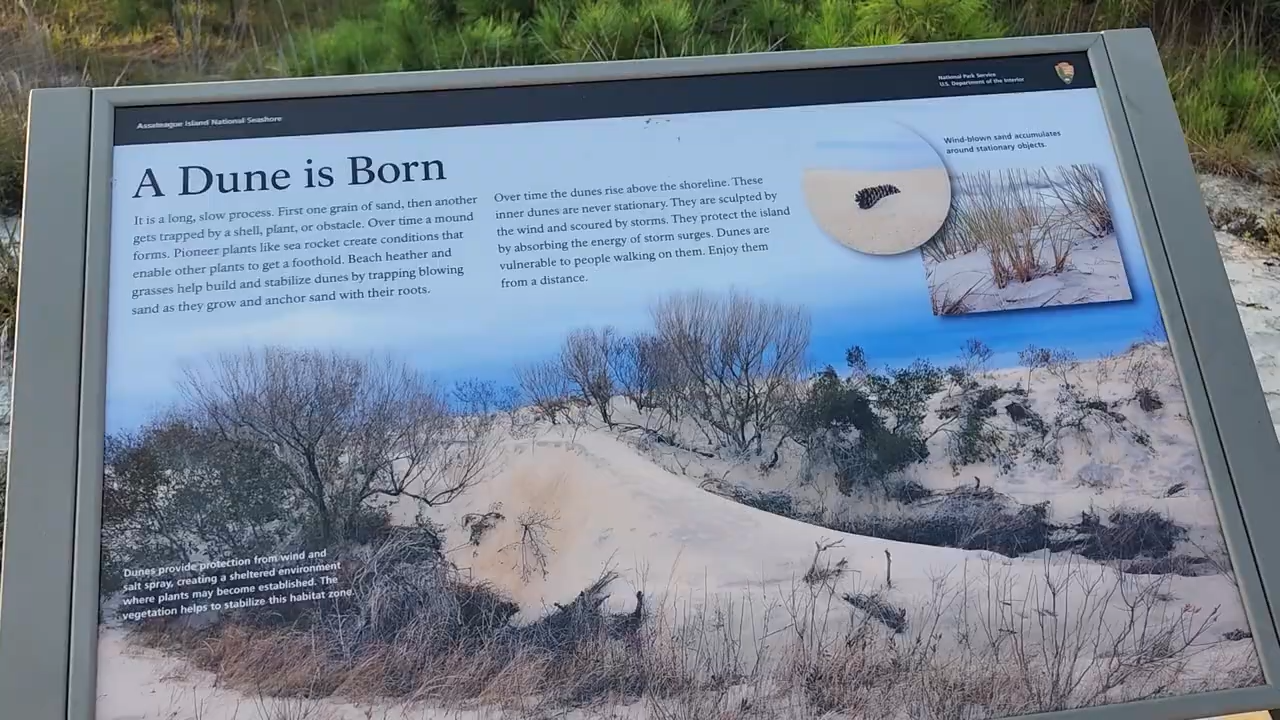 Assateague Island National Seashore
National Park Service
U.S. Department of the Interior
A Dune is Born
It is a long, slow process. First one grain of sand, then another
gets trapped by a shell, plant, or obstacle. Over time a mound
forms. Pioneer plants like sea rocket create conditions that
enable other plants to get a foothold. Beach heather and
grasses help build and stabilize dunes by trapping blowing
sand as they grow and anchor sand with their roots.
Over time the dunes rise above the shoreline. These
inner dunes are never stationary. They are sculpted by
the wind and scoured by storms. They protect the island
by absorbing the energy of storm surges. Dunes are
vulnerable to people walking on them. Enjoy them
from a distance.
Wind-blown sand accumulates
around stationary objects.
Dunes provide protection from wind and
salt spray, creating a sheltered environment
where plants may become established. The
vegetation helps to stabilize this habitat zone.